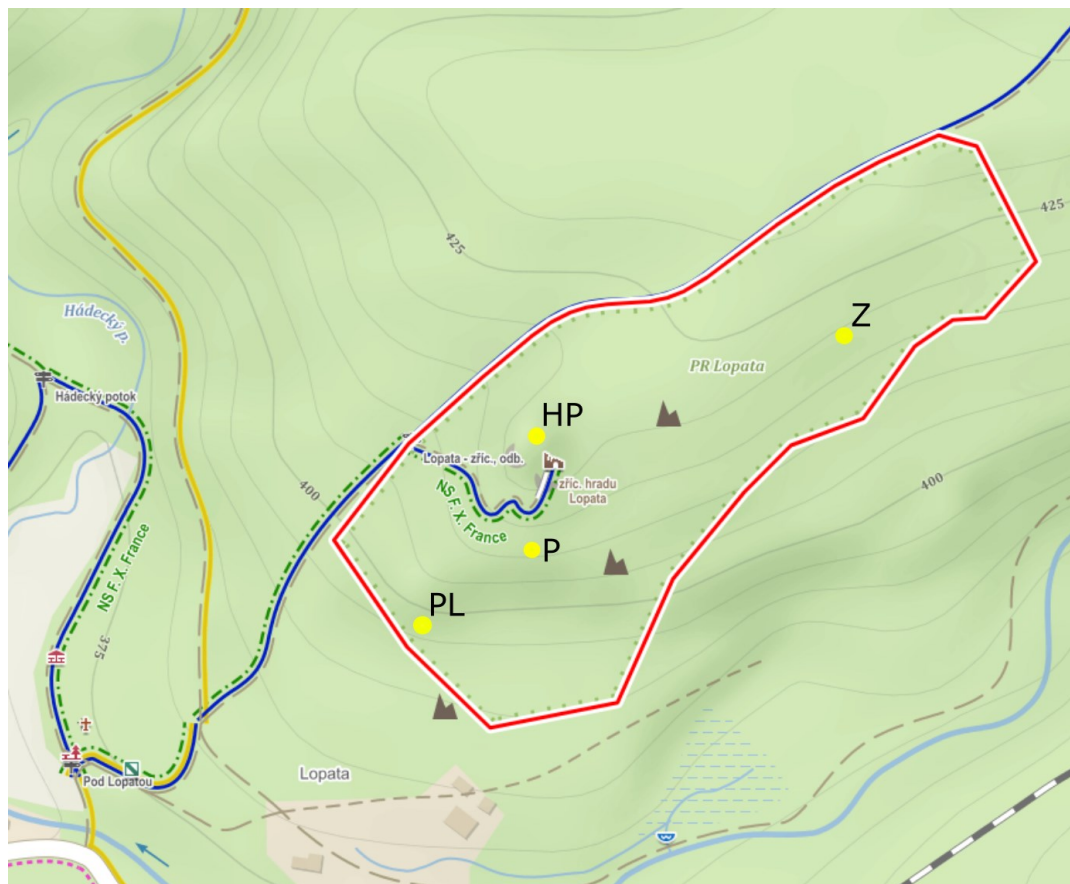 425
425
Hádecký p.
Z
PR Lopata
Hádecký potok
HP
Lopata - zříc., odb.
NS F. X. France
zříc. hradu
Lopata
400
400
NS F. X. France
P
PL
375
Lopata
Pod Lopatou